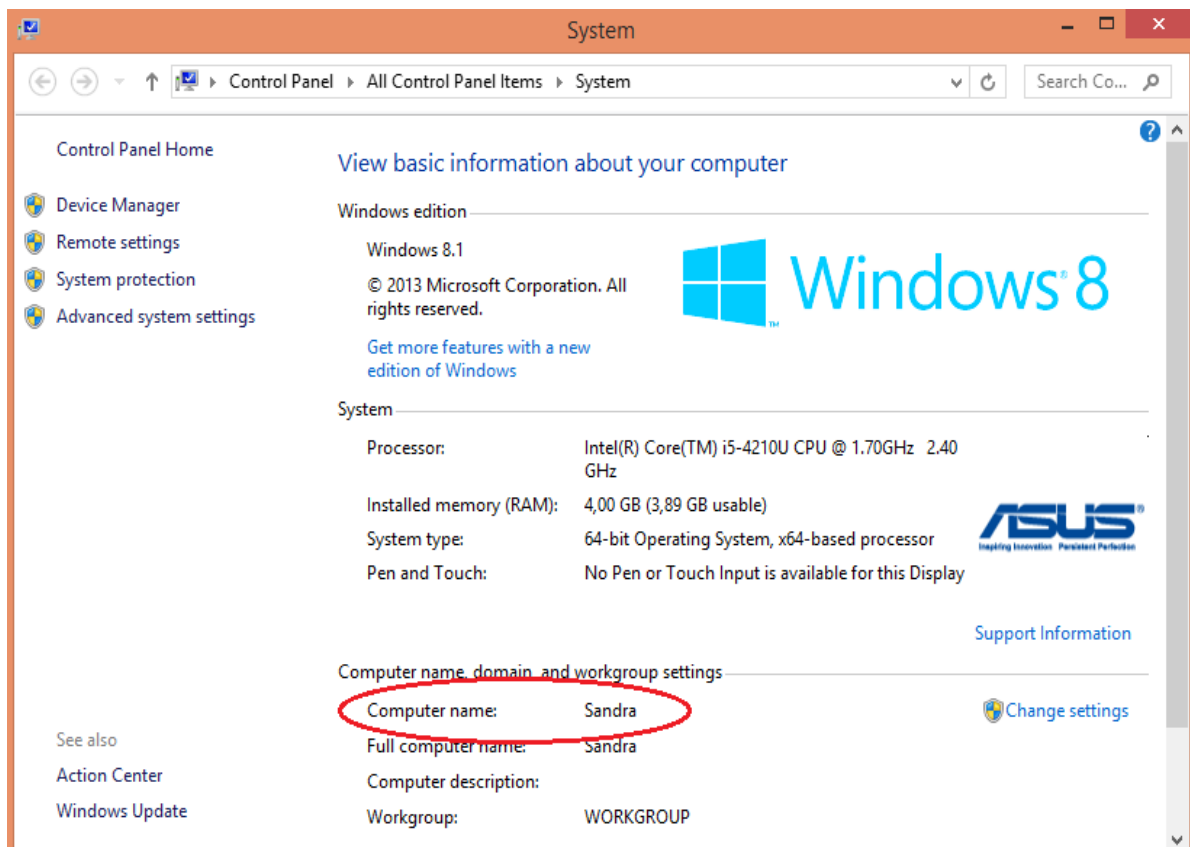 System
Control Panel All Control Panel Items System
Search Co...
Control Panel Home
Device Manager
Remote settings
System protection
Advanced system settings
See also
Action Center
Windows Update
View basic information about your computer
Windows edition
Windows 8.1
© 2013 Microsoft Corporation. All
rights reserved.
Get more features with a new
edition of Windows
Windows® 8
TM
System
Processor: Intel(R) Core(TM) i5-4210U CPU @ 1.70GHz 2.40
GHz
Installed memory (RAM): 4,00 GB (3,89 GB usable)
System type: 64-bit Operating System, x64-based processor
Pen and Touch: No Pen or Touch Input is available for this Display
ASUS®
Inspiring Innovation Persistent Perfection
Support Information
Computer name, domain, and workgroup settings
Computer name: Sandra
Change settings
Full computer name: Sandra
Computer description:
Workgroup: WORKGROUP